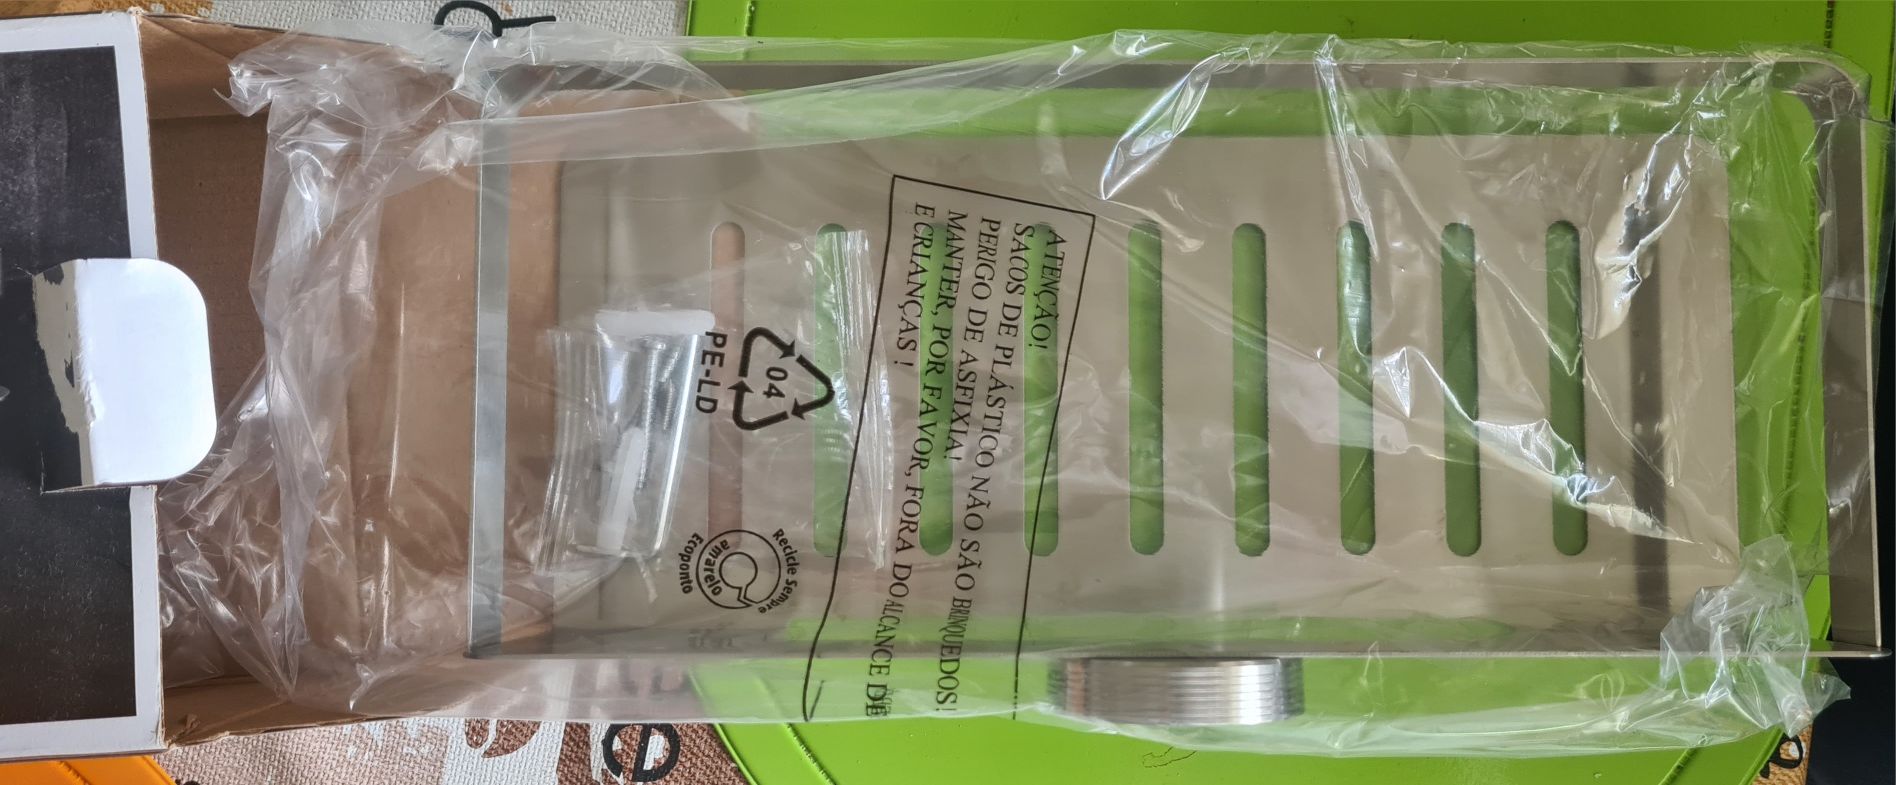 ATENÇÃO!
SACOS DE PLÁSTICO NÃO SÃO BRINQUEDOS!
PERIGO DE ASFIXIA!
MANTER, POR FAVOR, FORA DO ALCANCE DE
E CRIANÇAS !
04
PE-LD
Recicle Sempre
amarelo
Ecoponto